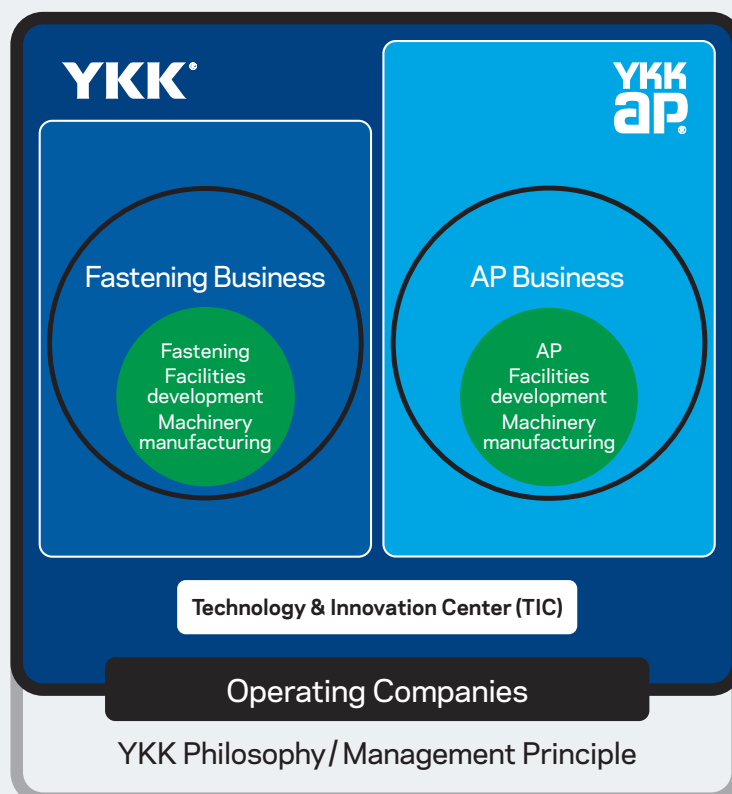 YKK®
YKK
ap®
Fastening Business
Fastening
Facilities
development
Machinery
manufacturing
AP Business
AP
Facilities
development
Machinery
manufacturing
Technology & Innovation Center (TIC)
Operating Companies
YKK Philosophy/Management Principle